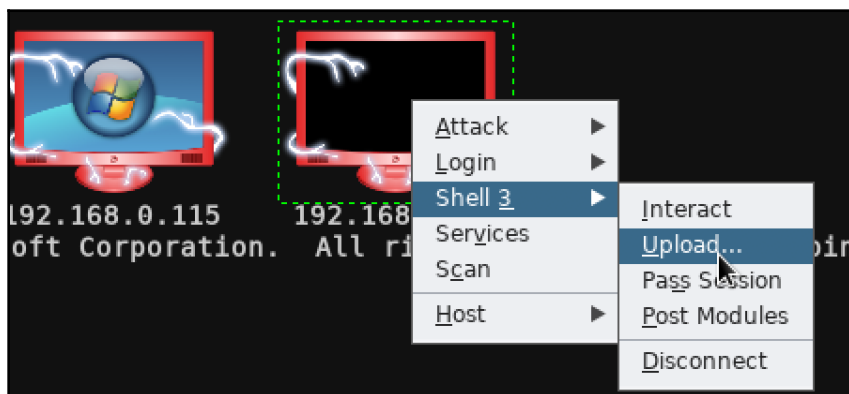 Attack
Login
Shell 3
Services
Scan
Host
Interact
Upload...
Pass Session
Post Modules
Disconnect
192.168.0.115
192.168
oft Corporation. All ri